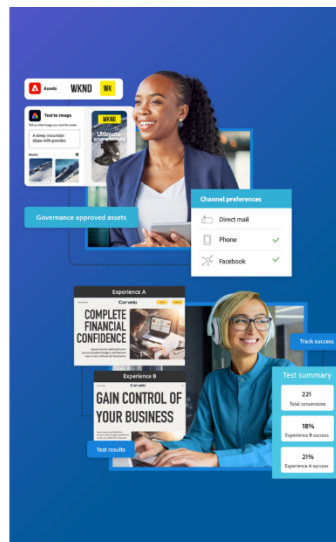 Assets
WKND
WK
Text to Image
A steep mountain
slope with powder.
WKND
Ultimate
Governance approved assets
Channel preferences
Direct mail
Phone
Facebook
Experience A
Corvelo
COMPLETE
FINANCIAL
CONFIDENCE
Experience B
Corvelo
GAIN CONTROL OF
YOUR BUSINESS
Test results
Track success
Test summary
221
Total conversions
18%
Experience B success
21%
Experience A success